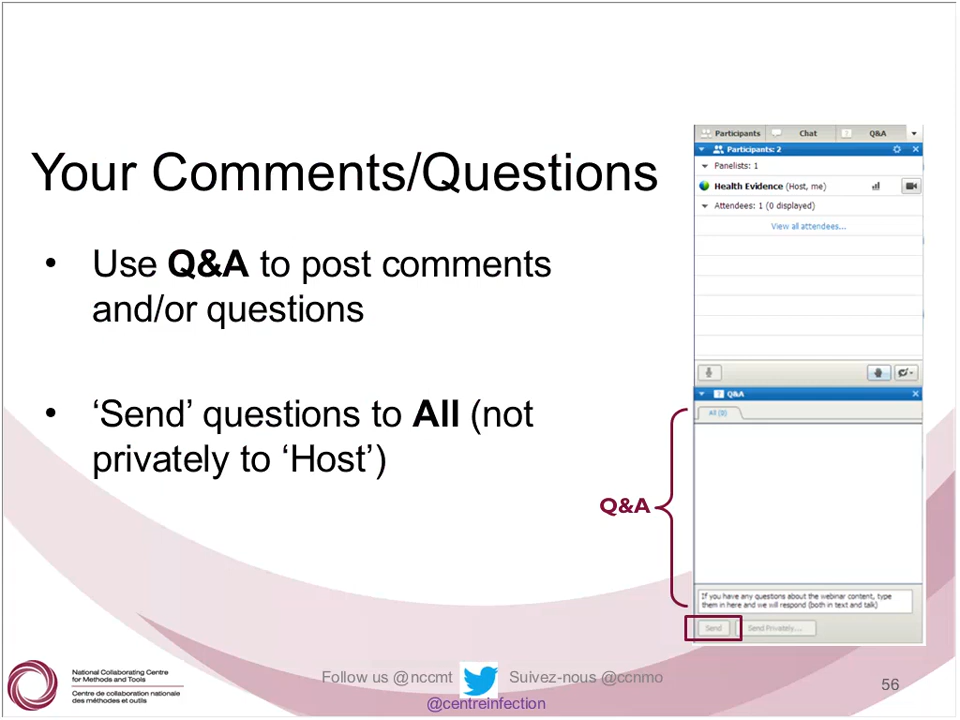 Your Comments/Questions
• Use Q&A to post comments
and/or questions
• ‘Send’ questions to All (not
privately to ‘Host’)
Participants Chat Q&A
Participants: 2
Panelists: 1
Health Evidence (Host, me)
Attendees: 1 (0 displayed)
View all attendees...
Q&A
All (0)
Q&A
If you have any questions about the webinar content, type
them in here and we will respond (both in text and talk)
Send Send Privately...
National Collaborating Centre
for Methods and Tools
Centre de collaboration nationale
des méthodes et outils
Follow us @nccmt Suivez-nous @ccnmo
@centreinfection
56